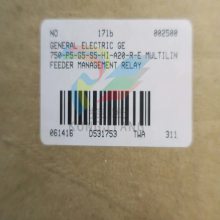 NO 171b 002500
GENERAL ELECTRIC GE
750-P5-G5-S5-HI-A20-R-E MULTILIN
FEEDER MANAGEMENT RELAY
061416 D531753 TWA 311